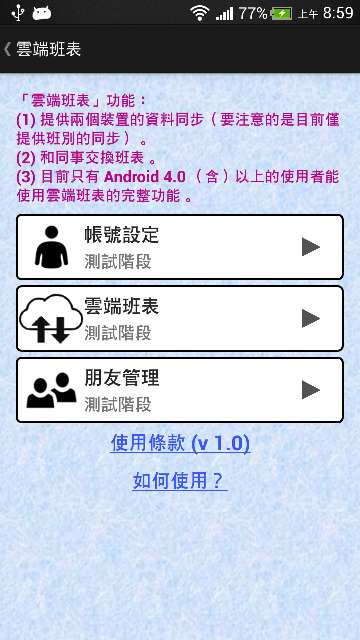 77% 上午 8:59
雲端班表
「雲端班表」功能：
(1) 提供兩個裝置的資料同步（要注意的是目前僅
提供班別的同步）。
(2) 和同事交換班表 。
(3) 目前只有 Android 4.0 （含）以上的使用者能
使用雲端班表的完整功能 。
帳號設定
測試階段
雲端班表
測試階段
朋友管理
測試階段
使用條款 (v 1.0)
如何使用？